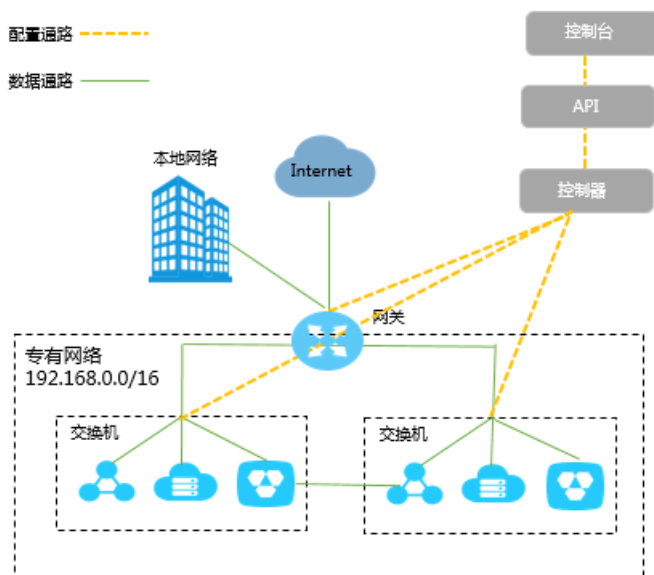 配置通路
控制台
数据通路
API
本地网络
Internet
控制器
网关
专有网络
192.168.0.0/16
交换机
交换机